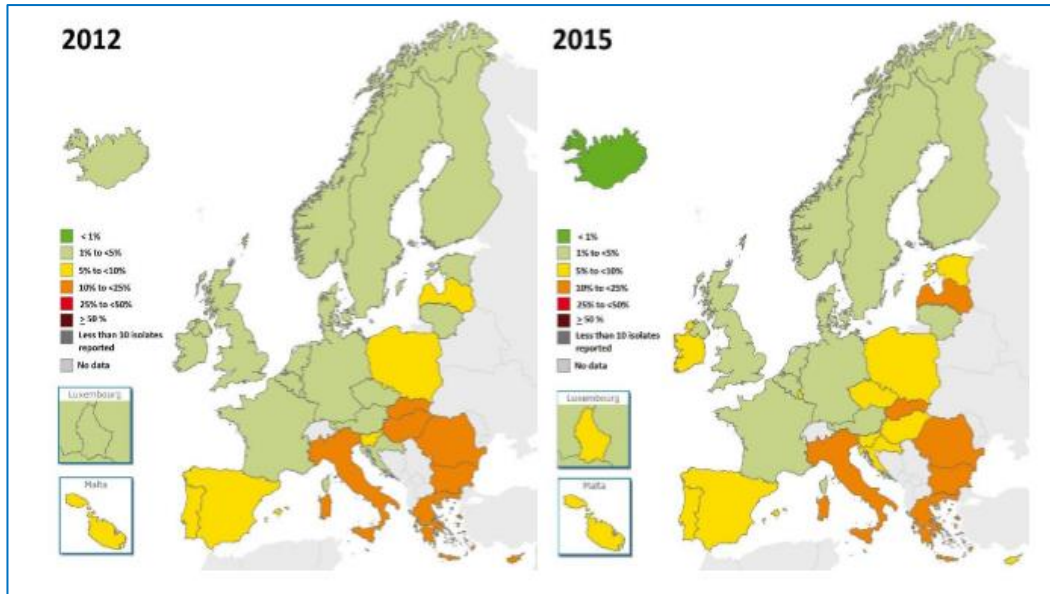 2012
< 1%
1% to <5%
5% to <10%
10% to <25%
25% to <50%
≥ 50 %
Less than 10 isolates
reported
No data
Luxembourg
Malta
2015
< 1%
1% to <5%
5% to <10%
10% to <25%
25% to <50%
≥ 50 %
Less than 10 isolates
reported
No data
Luxembourg
Malta